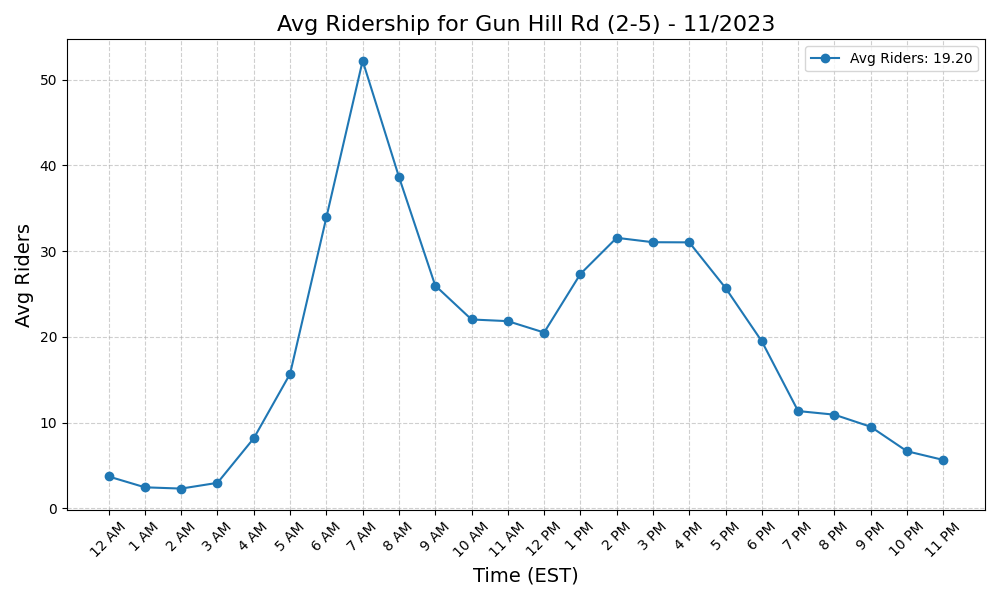 Avg Ridership for Gun Hill Rd (2-5) - 11/2023
Avg Riders: 19.20
Avg Riders
50
40
30
20
10
0
12 AM
1 AM
2 AM
3 AM
4 AM
5 AM
6 AM
7 AM
8 AM
9 AM
10 AM
11 AM
12 PM
1 PM
2 PM
3 PM
4 PM
5 PM
6 PM
7 PM
8 PM
9 PM
10 PM
11 PM
Time (EST)